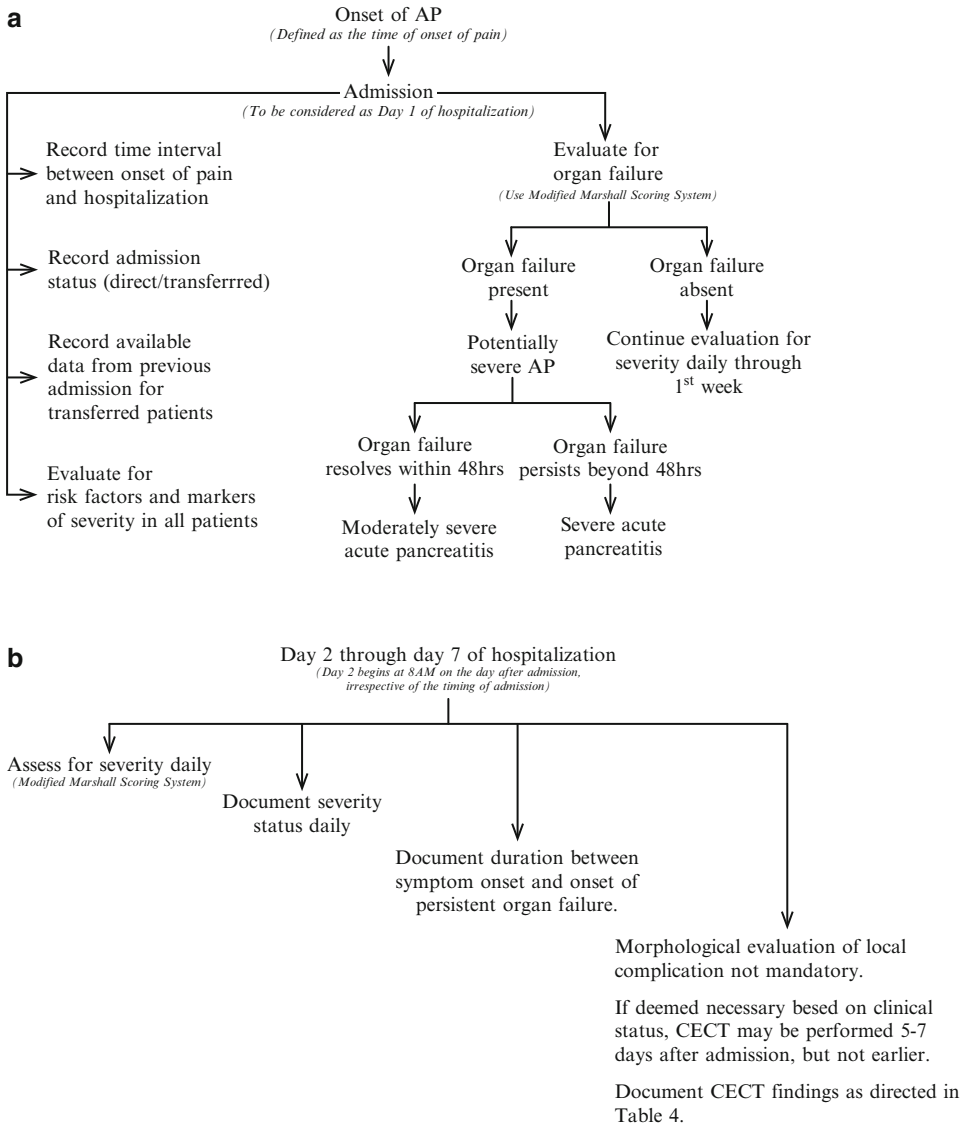 a
Onset of AP
(Defined as the time of onset of pain)
Admission
(To be considered as Day 1 of hospitalization)
Record time interval
between onset of pain
and hospitalization
Record admission
status (direct/transferrred)
Record available
data from previous
admission for
transferred patients
Evaluate for
risk factors and markers
of severity in all patients
Evaluate for
organ failure
(Use Modified Marshall Scoring System)
Organ failure
present
Organ failure
absent
Potentially
severe AP
Continue evaluation for
severity daily through
1st week
Organ failure
resolves within 48hrs
Organ failure
persists beyond 48hrs
Moderately severe
acute pancreatitis
Severe acute
pancreatitis
b
Day 2 through day 7 of hospitalization
(Day 2 begins at 8AM on the day after admission,
irrespective of the timing of admission)
Assess for severity daily
(Modified Marshall Scoring System)
Document severity
status daily
Document duration between
symptom onset and onset of
persistent organ failure.
Morphological evaluation of local
complication not mandatory.
If deemed necessary besed on clinical
status, CECT may be performed 5-7
days after admission, but not earlier.
Document CECT findings as directed in
Table 4.